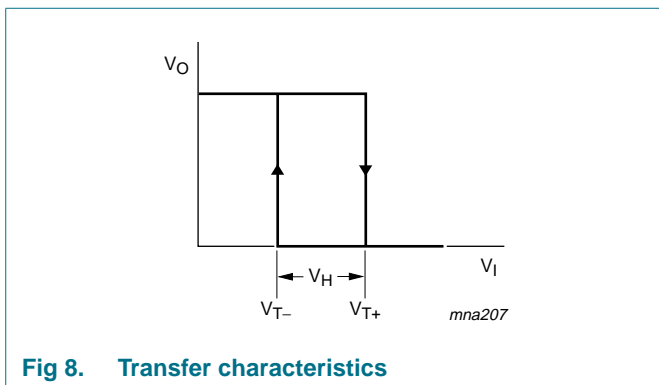 VO
VI
VH
VT−
VT+
mna207
Fig 8. Transfer characteristics